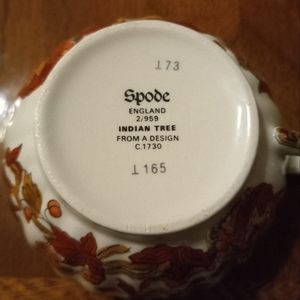 ⊥73
Spode
ENGLAND
2/959
INDIAN TREE
FROM A DESIGN
C.1730
⊥ 165